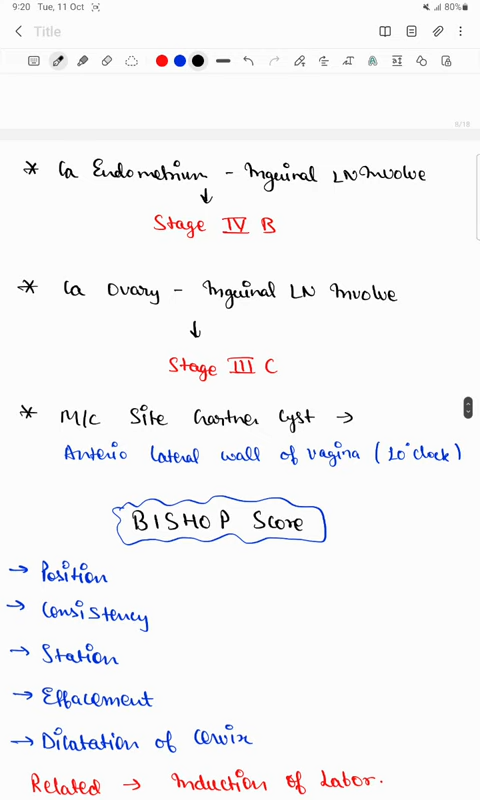 9:20 Tue, 11 Oct
80%
Title
6/18
* Ca Endometrium - Inguinal LN Involve
↓
Stage IV B
* Ca Ovary - Inguinal LN Involve
↓
Stage III C
* M/C Site Gartner Cyst →
Anterio lateral wall of vagina (10°clock)
BISHOP Score
→ Position
→ Consistency
→ Station
→ Effacement
→ Dilatation of cervix
Related → Induction of Labor.